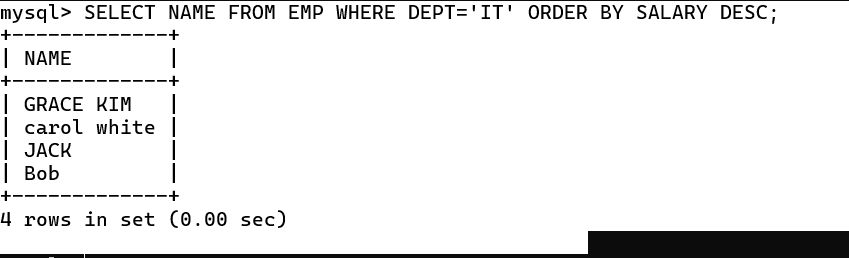 mysql> SELECT NAME FROM EMP WHERE DEPT='IT' ORDER BY SALARY DESC;
+-------------+
| NAME        |
+-------------+
| GRACE KIM   |
| carol white |
| JACK        |
| Bob         |
+-------------+
4 rows in set (0.00 sec)